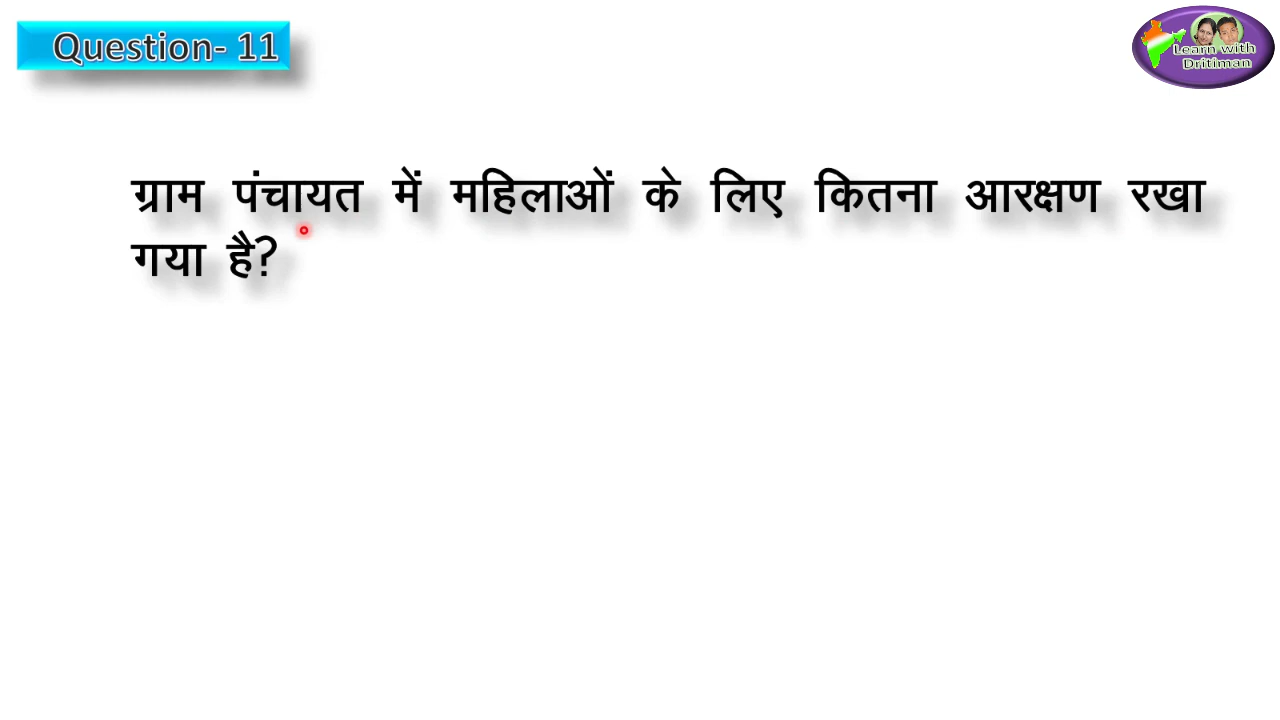 Question- 11
Learn with
Dritiman
ग्राम पंचायत में महिलाओं के लिए कितना आरक्षण रखा
गया है?